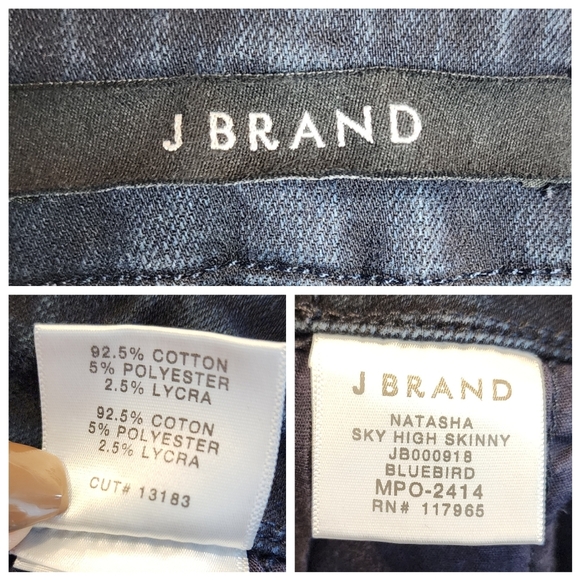 J BRAND
92.5% COTTON
5% POLYESTER
2.5% LYCRA
92.5% COTON
5% POLYESTER
2.5% LYCRA
CUT# 13183
J BRAND
NATASHA
SKY HIGH SKINNY
JB000918
BLUEBIRD
MPO-2414
RN# 117965